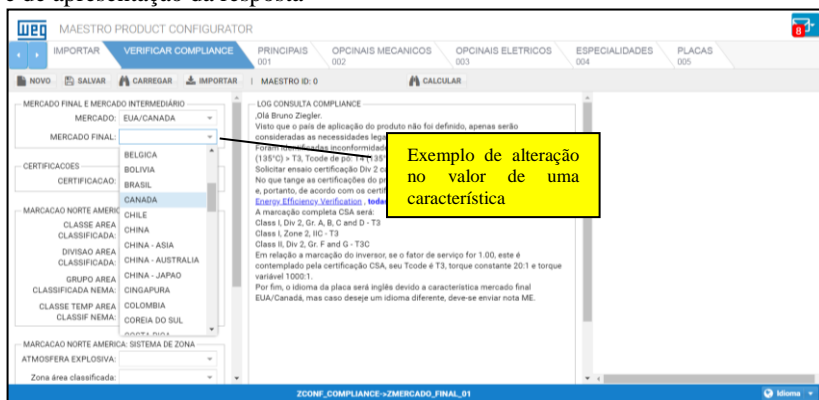 e de apresentação da resposta
weg MAESTRO PRODUCT CONFIGURATOR
8
IMPORTAR VERIFICAR COMPLIANCE PRINCIPAIS OPCINAIS MECANICOS OPCINAIS ELETRICOS ESPECIALIDADES PLACAS
001 002 003 004 005
NOVO SALVAR CARREGAR IMPORTAR | MAESTRO ID: 0 CALCULAR
MERCADO FINAL E MERCADO INTERMEDIÁRIO
MERCADO: EUA/CANADA
MERCADO FINAL:
BELGICA
BOLIVIA
BRASIL
CANADA
CHILE
CHINA
CHINA - ASIA
CHINA - AUSTRALIA
CHINA - JAPAO
CINGAPURA
COLOMBIA
COREIA DO SUL
COSTA RICA
CERTIFICACOES
CERTIFICACAO:
MARCACAO NORTE AMERIC
CLASSE AREA
CLASSIFICADA:
DIVISAO AREA
CLASSIFICADA:
GRUPO AREA
CLASSIFICADA NEMA:
CLASSE TEMP AREA
CLASSIF NEMA:
MARCACAO NORTE AMERICA: SISTEMA DE ZONA
ATMOSFERA EXPLOSIVA:
Zona área classificada:
LOG CONSULTA COMPLIANCE
,Olá Bruno Ziegler.
Visto que o país de aplicação do produto não foi definido, apenas serão
consideradas as necessidades lega
Foram identificadas inconformidade
(135°C) > T3, Tcode de pó: T4 (135°
Solicitar ensaio certificação Div 2 c
No que tange as certificações do pr
e, portanto, de acordo com os certif
Energy Efficiency Verification , todas
A marcação completa CSA será:
Class I, Div 2, Gr. A, B, C and D - T3
Class I, Zone 2, IIC - T3
Class II, Div 2, Gr. F and G - T3C
Em relação a marcação do inversor, se o fator de serviço for 1.00, este é
contemplado pela certificação CSA, seu Tcode é T3, torque constante 20:1 e torque
variável 1000:1.
Por fim, o idioma da placa será inglês devido a caracteristica mercado final
EUA/Canadá, mas caso deseje um idioma diferente, deve-se enviar nota ME.
Exemplo de alteração
no valor de uma
característica
ZCONF_COMPLIANCE->ZMERCADO_FINAL_01
Idioma